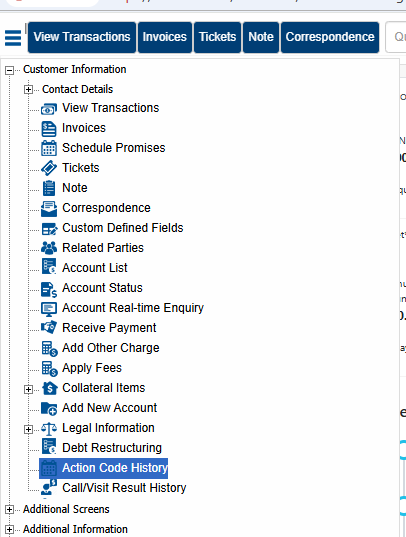 View Transactions Invoices Tickets Note Correspondence Qu
Customer Information
Contact Details
View Transactions
Invoices
Schedule Promises
Tickets
Note
Correspondence
Custom Defined Fields
Related Parties
Account List
Account Status
Account Real-time Enquiry
Receive Payment
Add Other Charge
Apply Fees
Collateral Items
Add New Account
Legal Information
Debt Restructuring
Action Code History
Call/Visit Result History
Additional Screens
Additional Information